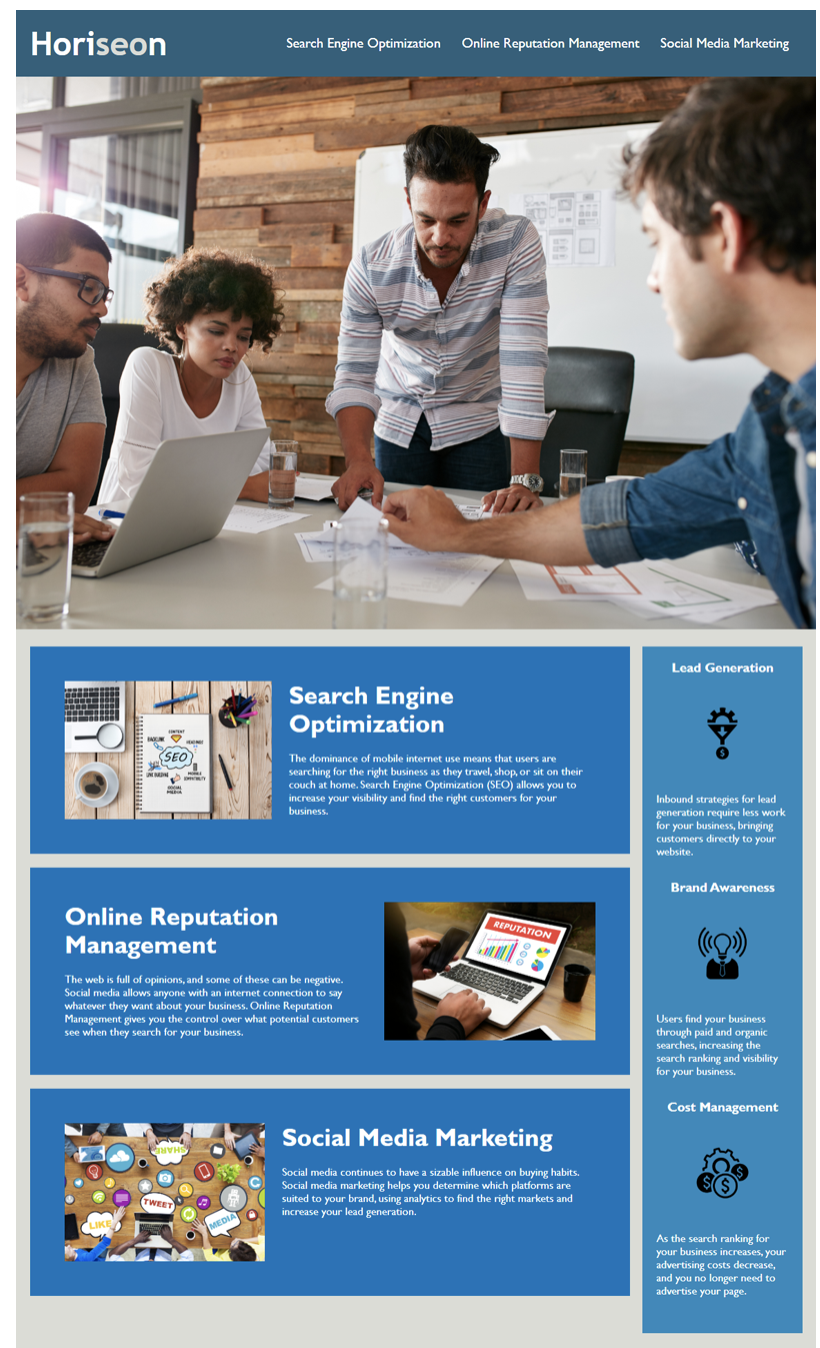 Horiseon
Search Engine Optimization
Online Reputation Management
Social Media Marketing
CONTENT
BACKLINK
KEYWORDS
SEO
LINK BUILDING
MOBILE
COMPATIBILITY
SOCIAL
MEDIA
Search Engine
Optimization
The dominance of mobile internet use means that users are
searching for the right business as they travel, shop, or sit on their
couch at home. Search Engine Optimization (SEO) allows you to
increase your visibility and find the right customers for your
business.
Online Reputation
Management
The web is full of opinions, and some of these can be negative.
Social media allows anyone with an internet connection to say
whatever they want about your business. Online Reputation
Management gives you the control over what potential customers
see when they search for your business.
REPUTATION
SHARE
TWEET
LIKE
MEDIA
Social Media Marketing
Social media continues to have a sizable influence on buying habits.
Social media marketing helps you determine which platforms are
suited to your brand, using analytics to find the right markets and
increase your lead generation.
Lead Generation
$
Inbound strategies for lead
generation require less work
for your business, bringing
customers directly to your
website.
Brand Awareness
Users find your business
through paid and organic
searches, increasing the
search ranking and visibility
for your business.
Cost Management
$ $ $
As the search ranking for
your business increases, your
advertising costs decrease,
and you no longer need to
advertise your page.